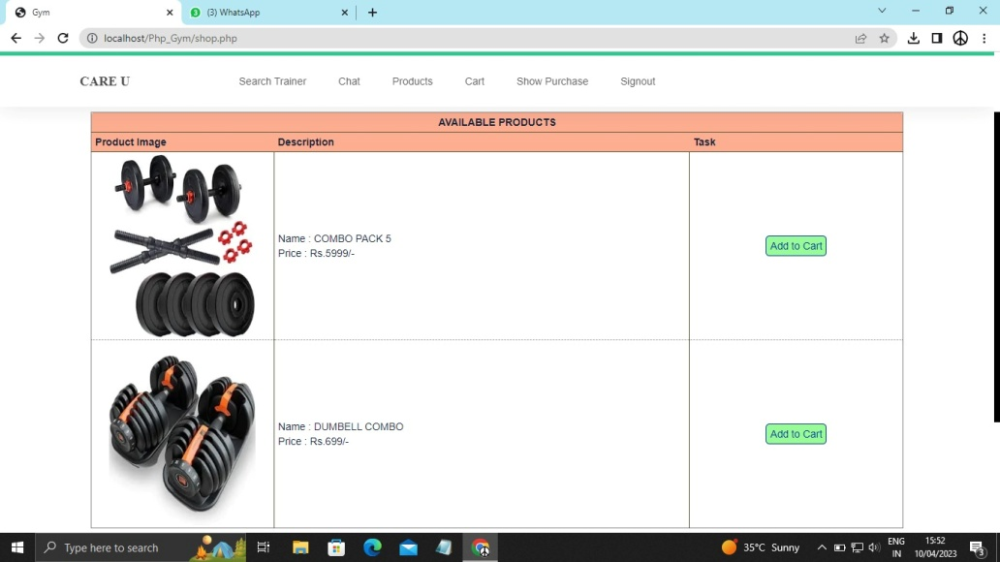 Gym
(3) WhatsApp
localhost/Php_Gym/shop.php
CARE U
Search Trainer
Chat
Products
Cart
Show Purchase
Signout
AVAILABLE PRODUCTS
Product Image
Description
Task
Name : COMBO PACK 5
Price : Rs.5999/-
Add to Cart
Name : DUMBELL COMBO
Price : Rs.699/-
Add to Cart
Type here to search
35°C Sunny
ENG
IN
15:52
10/04/2023
3